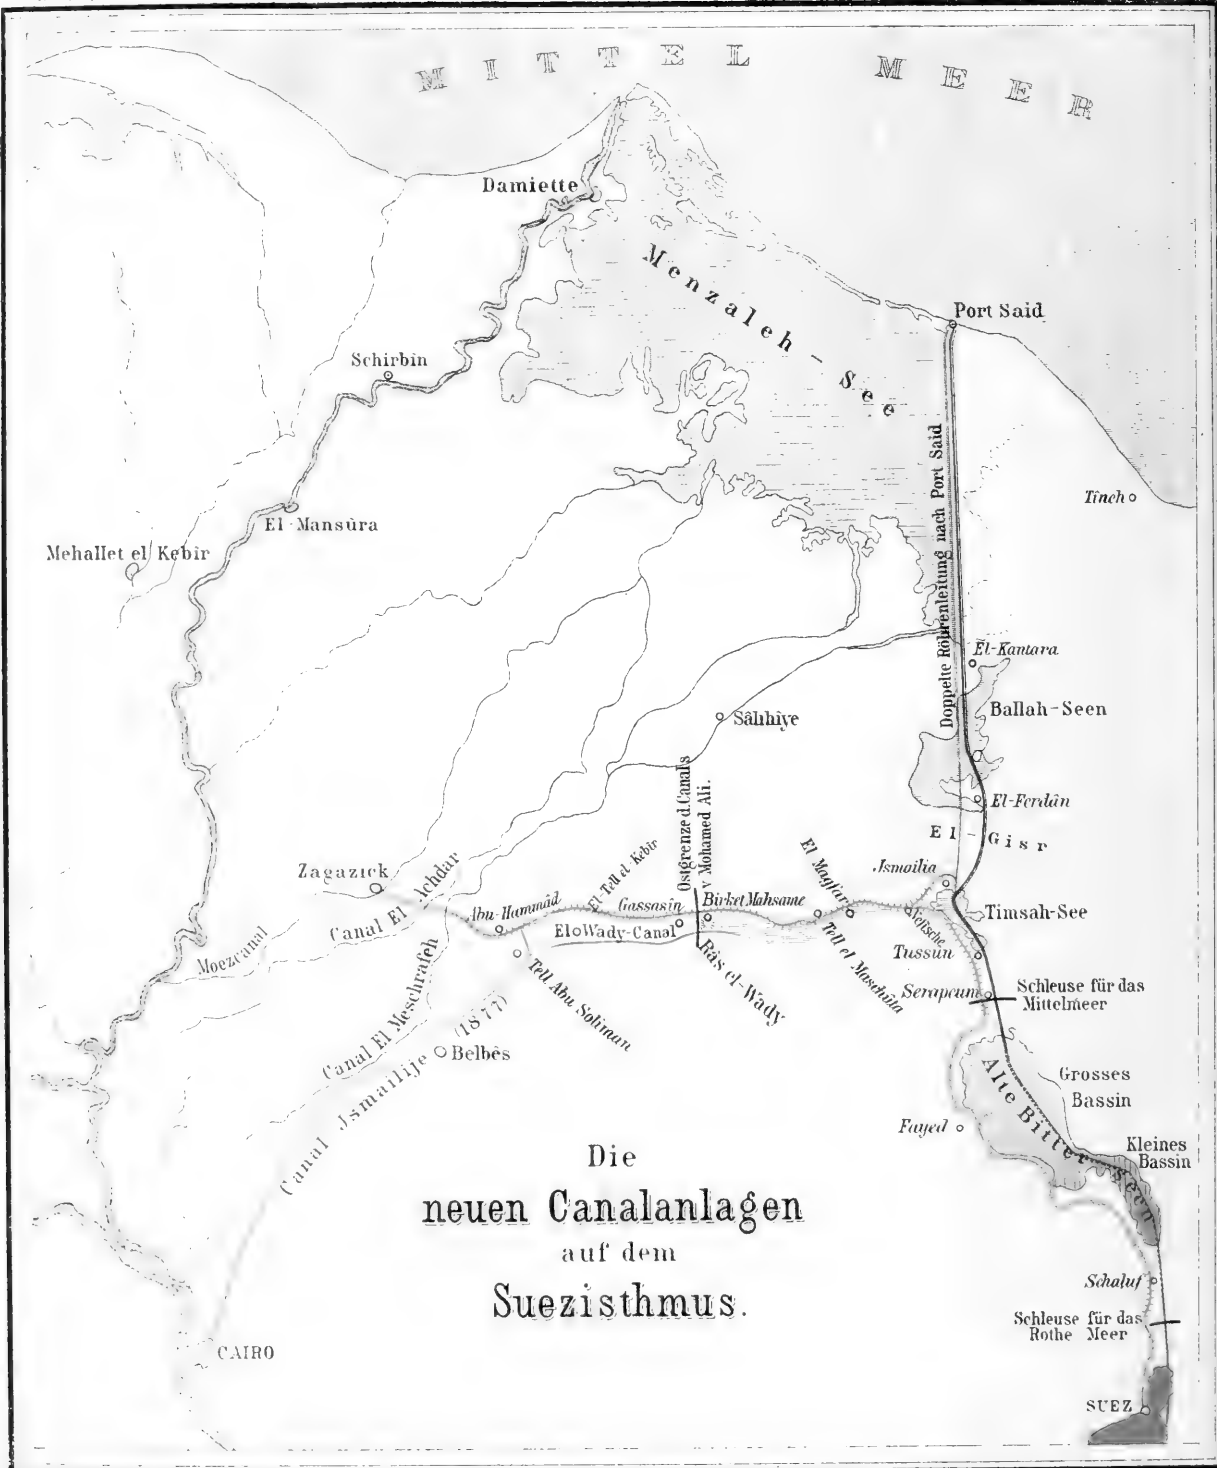 MITTEL MEER
Damiette
Menzaleh-See
Port Said
Schirbin
Tineh
El-Mansûra
Mehallet el Kebir
Doppelte Röhrenleitung nach Port Said
El-Kantara
Ballah-Seen
Sâlihîye
El-Ferdân
El-Gisr
Ostgrenze d. Canals
v Mohamed Ali.
Zagazick
Canal El Achdar
Moezcanal
Abu-Hammâd
El-Tell el Kebir
Gassasîn
Birket Mahsame
El Magfar
Jsmailia
Nefische
Timsah-See
El Wady-Canal
Râs el-Wady
Tell el Maschûta
Tussun
Tell Abu Soliman
Serapeum
Schleuse für das
Mittelmeer
Canal El Meschrafeh
Canal Jsmailije (1877)
Belbês
Alte Bitter Seen
Grosses
Bassin
Fayed
Kleines
Bassin
Die
neuen Canalanlagen
auf dem
Suezisthmus.
Schaluf
Schleuse für das
Rothe Meer
CAIRO
SUEZ